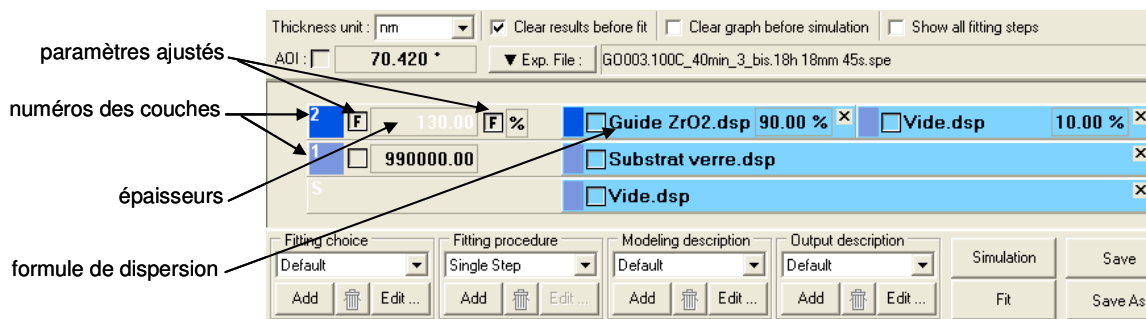 Thickness unit : nm Clear results before fit Clear graph before simulation Show all fitting steps
paramètres ajustés
AOI : 70.420 ° ▼ Exp. File : GO003.100C_40min_3_bis.18h 18mm 45s.spe
numéros des couches
2 F 130.00 F % Guide ZrO2.dsp 90.00 % × Vide.dsp 10.00 % ×
1 990000.00 Substrat verre.dsp ×
épaisseurs
S Vide.dsp ×
formule de dispersion
Fitting choice Fitting procedure Modeling description Output description
Default Single Step Default Default Simulation Save
Add Edit ... Add Edit ... Add Edit ... Add Edit ... Fit Save As